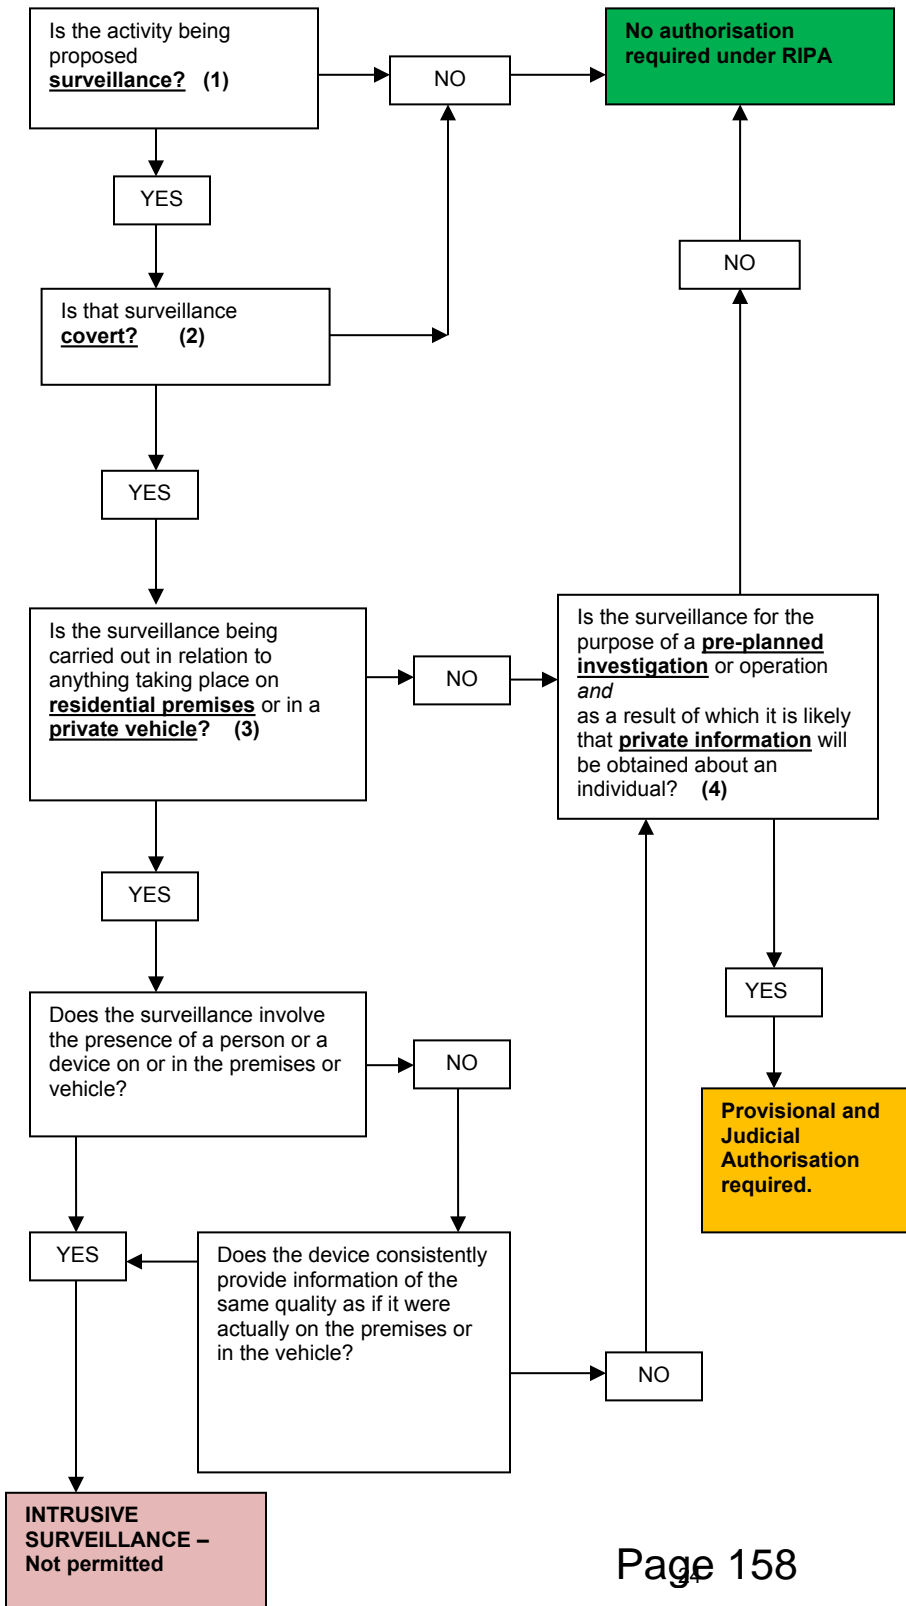 Is the activity being
proposed
surveillance? (1)
NO
No authorisation
required under RIPA
YES
NO
Is that surveillance
covert? (2)
YES
Is the surveillance being
carried out in relation to
anything taking place on
residential premises or in a
private vehicle? (3)
NO
Is the surveillance for the
purpose of a pre-planned
investigation or operation
and
as a result of which it is likely
that private information will
be obtained about an
individual? (4)
YES
Does the surveillance involve
the presence of a person or a
device on or in the premises or
vehicle?
NO
YES
Provisional and
Judicial
Authorisation
required.
YES
Does the device consistently
provide information of the
same quality as if it were
actually on the premises or
in the vehicle?
NO
INTRUSIVE
SURVEILLANCE –
Not permitted
Page 158
24